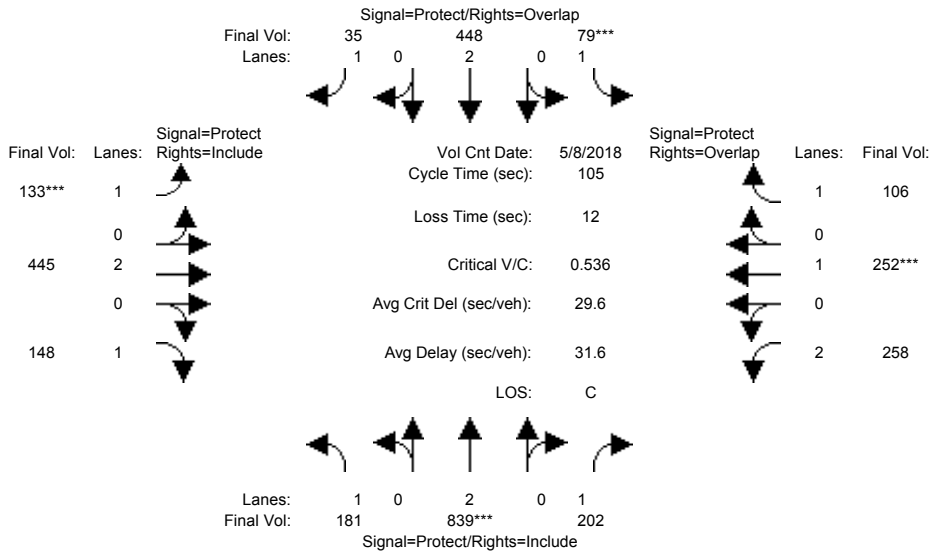 Signal=Protect/Rights=Overlap
Final Vol: 35 448 79***
Lanes: 1 0 2 0 1
Signal=Protect
Final Vol: Lanes: Rights=Include
Vol Cnt Date: 5/8/2018
Signal=Protect
Rights=Overlap Lanes: Final Vol:
Cycle Time (sec): 105
133*** 1
1 106
Loss Time (sec): 12
0
0
445 2
Critical V/C: 0.536
1 252***
0
Avg Crit Del (sec/veh): 29.6
0
148 1
Avg Delay (sec/veh): 31.6
2 258
LOS: C
Lanes: 1 0 2 0 1
Final Vol: 181 839*** 202
Signal=Protect/Rights=Include